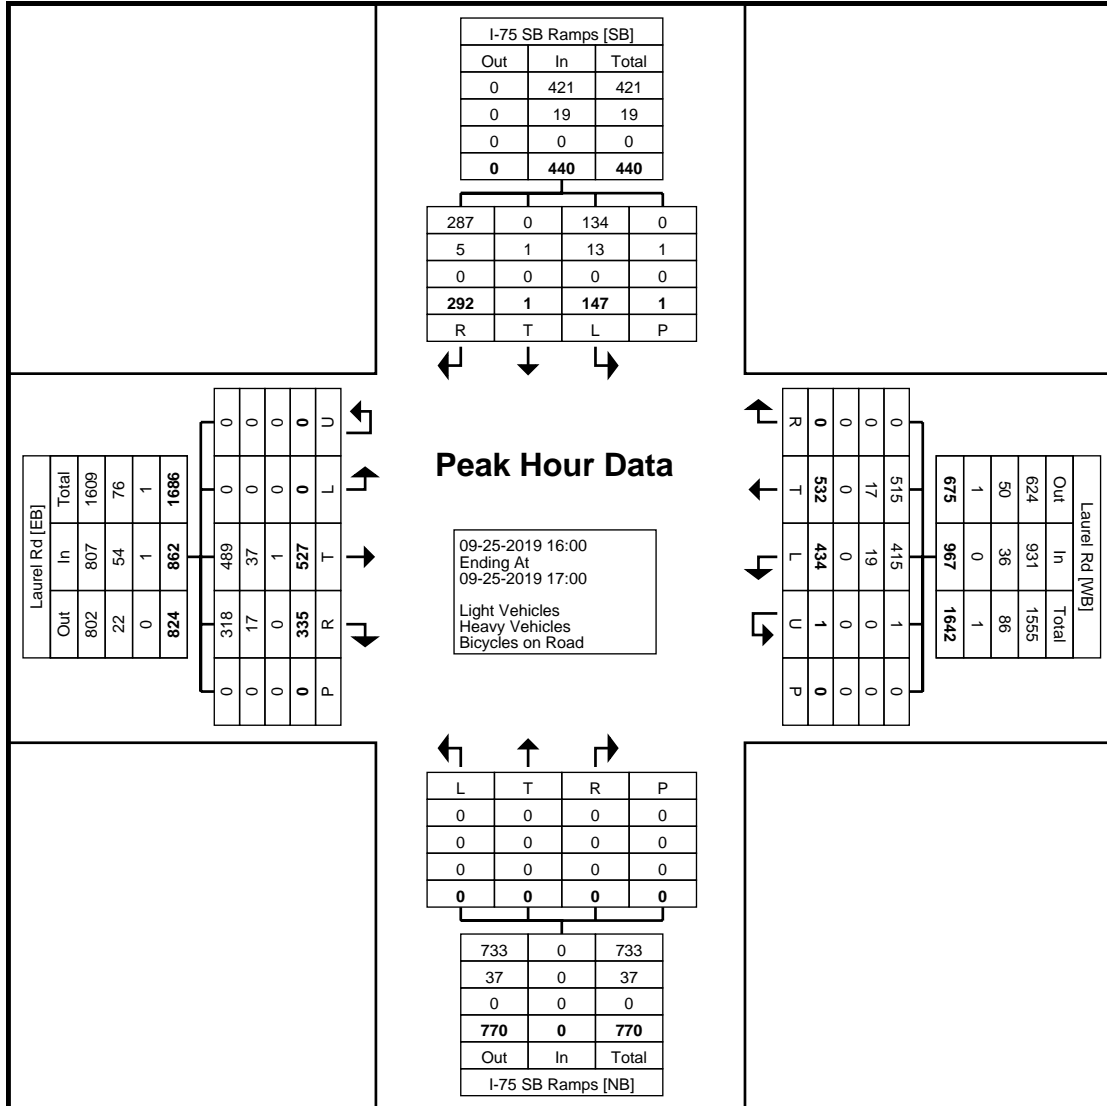 I-75 SB Ramps [SB]
Out In Total
0 421 421
0 19 19
0 0 0
0 440 440
287 0 134 0
5 1 13 1
0 0 0 0
292 1 147 1
R T L P
Laurel Rd [EB]
Total In Out
1609 807 802
76 54 22
1 1 0
1686 862 824
0 0 489 318 0
0 0 37 17 0
0 0 1 0 0
0 0 527 335 0
U L T R P
Peak Hour Data
09-25-2019 16:00
Ending At
09-25-2019 17:00
Light Vehicles
Heavy Vehicles
Bicycles on Road
R T L U P
0 532 434 1 0
0 0 0 0 0
0 17 19 0 0
0 515 415 1 0
675 967 1642
1 0 1
50 36 86
624 931 1555
Out In Total
Laurel Rd [WB]
L T R P
0 0 0 0
0 0 0 0
0 0 0 0
0 0 0 0
733 0 733
37 0 37
0 0 0
770 0 770
Out In Total
I-75 SB Ramps [NB]